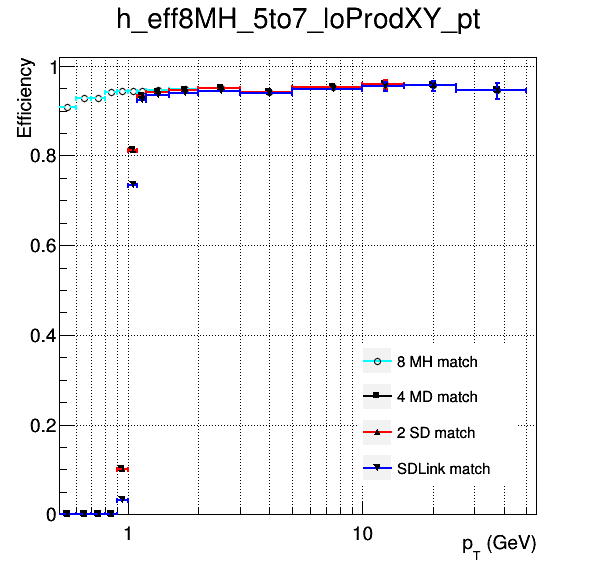 h_eff8MH_5to7_loProdXY_pt
Efficiency
1
0.8
0.6
0.4
0.2
0
8 MH match
4 MD match
2 SD match
SDLink match
1
10
p_T (GeV)